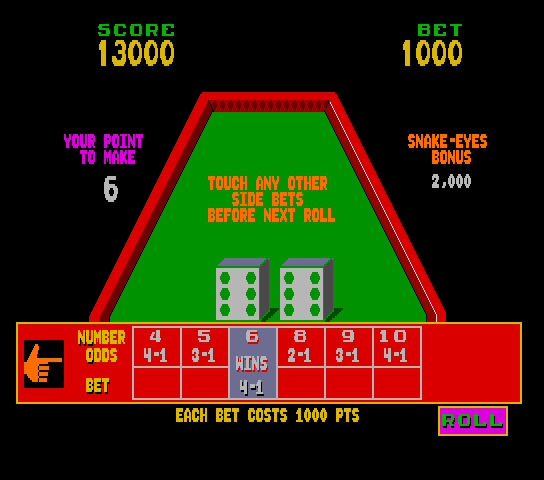 SCORE
13000
BET
1000
YOUR POINT
TO MAKE
6
SNAKE-EYES
BONUS
2,000
TOUCH ANY OTHER
SIDE BETS
BEFORE NEXT ROLL
NUMBER 4 5 6 8 9 10
ODDS 4-1 3-1 WINS 2-1 3-1 4-1
BET 4-1
EACH BET COSTS 1000 PTS
ROLL